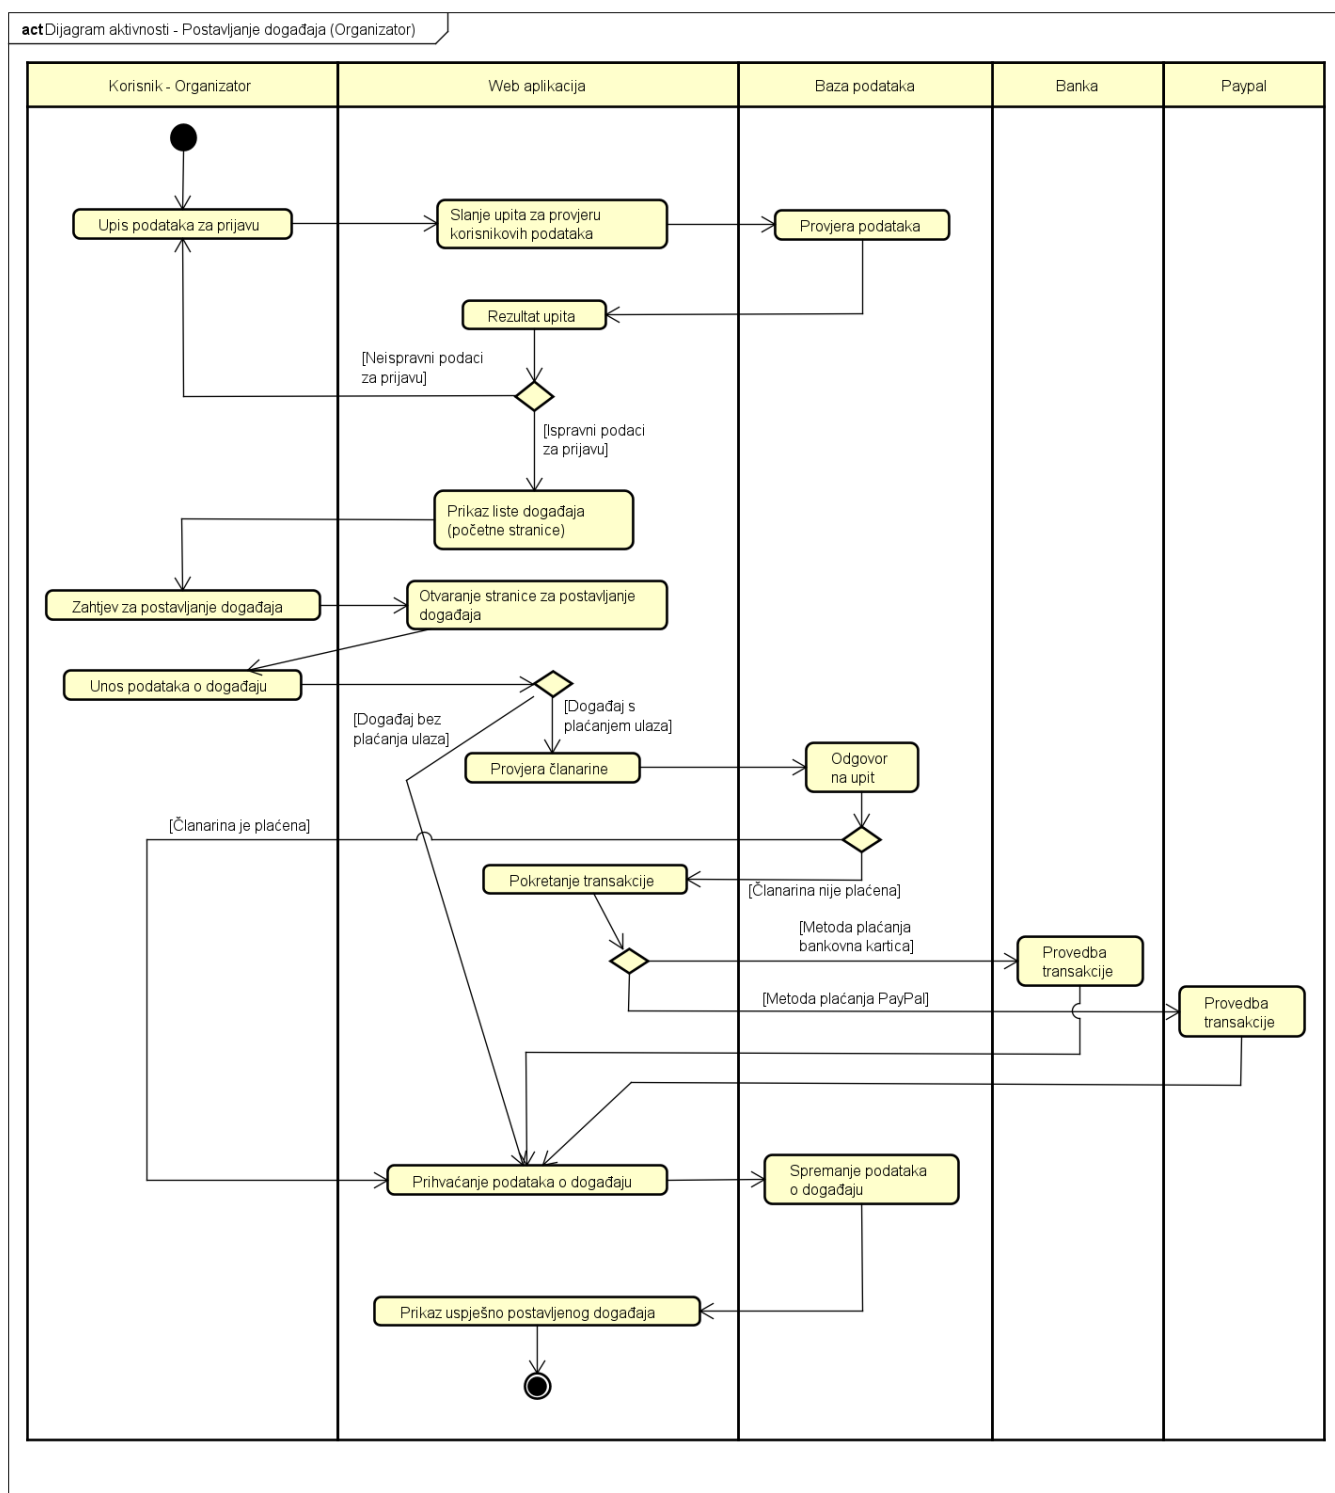 act Dijagram aktivnosti - Postavljanje događaja (Organizator)
Korisnik - Organizator
Web aplikacija
Baza podataka
Banka
Paypal
Upis podataka za prijavu
Slanje upita za provjeru
korisnikovih podataka
Provjera podataka
Rezultat upita
[Neispravni podaci
za prijavu]
[Ispravni podaci
za prijavu]
Prikaz liste događaja
(početne stranice)
Zahtjev za postavljanje događaja
Otvaranje stranice za postavljanje
događaja
Unos podataka o događaju
[Događaj bez
plaćanja ulaza]
[Događaj s
plaćanjem ulaza]
Provjera članarine
Odgovor
na upit
[Članarina je plaćena]
Pokretanje transakcije
[Članarina nije plaćena]
[Metoda plaćanja
bankovna kartica]
Provedba
transakcije
[Metoda plaćanja PayPal]
Provedba
transakcije
Prihvaćanje podataka o događaju
Spremanje podataka
o događaju
Prikaz uspješno postavljenog događaja